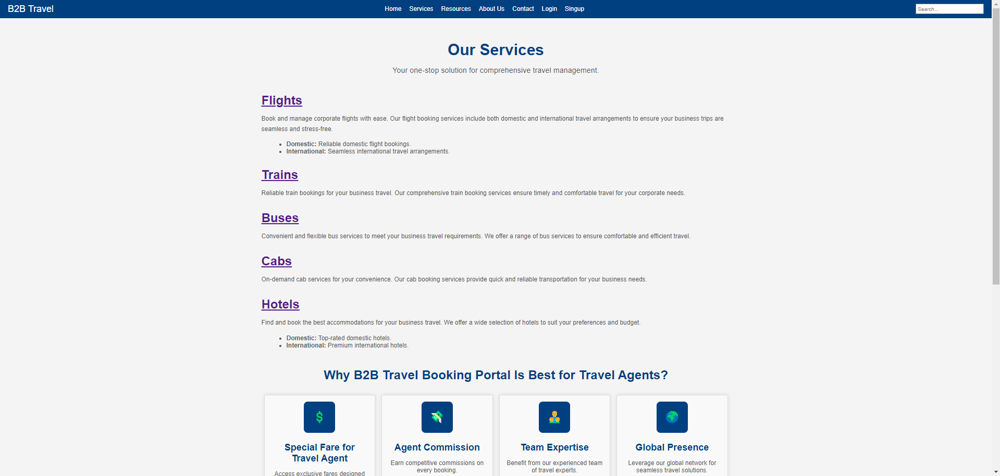 B2B Travel
Home Services Resources About Us Contact Login Singup
Search...
Our Services
Your one-stop solution for comprehensive travel management.
Flights
Book and manage corporate flights with ease. Our flight booking services include both domestic and international travel arrangements to ensure your business trips are
seamless and stress-free.
• Domestic: Reliable domestic flight bookings.
• International: Seamless international travel arrangements.
Trains
Reliable train bookings for your business travel. Our comprehensive train booking services ensure timely and comfortable travel for your corporate needs.
Buses
Convenient and flexible bus services to meet your business travel requirements. We offer a range of bus services to ensure comfortable and efficient travel.
Cabs
On-demand cab services for your convenience. Our cab booking services provide quick and reliable transportation for your business needs.
Hotels
Find and book the best accommodations for your business travel. We offer a wide selection of hotels to suit your preferences and budget.
• Domestic: Top-rated domestic hotels.
• International: Premium international hotels.
Why B2B Travel Booking Portal Is Best for Travel Agents?
$
Special Fare for
Travel Agent
Access exclusive fares designed
Agent Commission
Earn competitive commissions on
every booking.
Team Expertise
Benefit from our experienced team
of travel experts.
Global Presence
Leverage our global network for
seamless travel solutions.